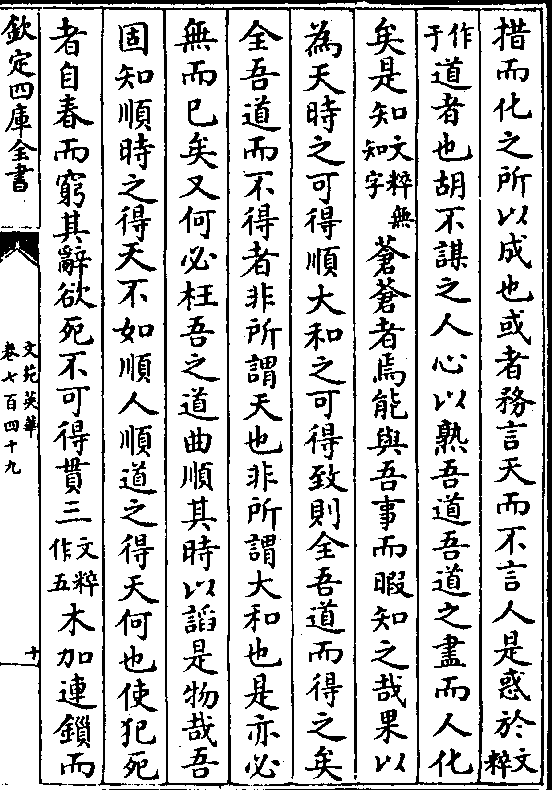 措而化之所以成也或者務言天而不言人是惑於文粹
作于道者也胡不謀之人心以熟吾道吾道之盡而人化
矣是知文粹無知字蒼蒼者焉能與吾事而暇知之哉果以
為天時之可得順大和之可得致則全吾道而得之矣
全吾道而不得者非所謂天也非所謂大和也是亦必
無而已矣又何必枉吾之道曲順其時以諂是物哉吾
固知順時之得天不如順人順道之得天何也使犯死
者自春而窮其辭欲死不可得貫三文粹作五木加連鎖而
欽定四庫全書
文苑英華
卷七百四十九
十